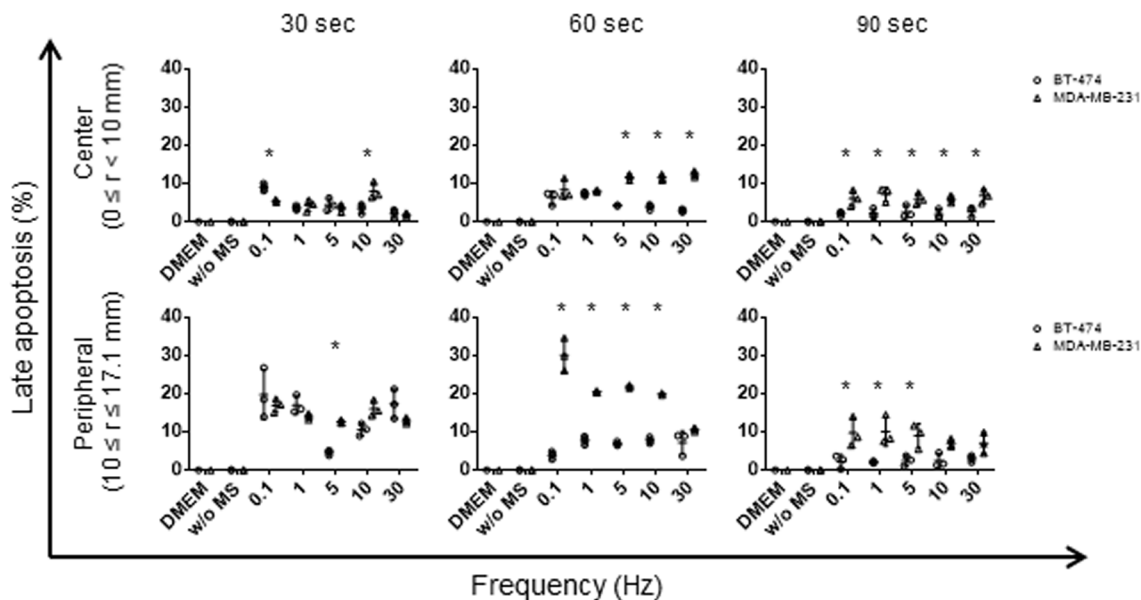 30 sec
60 sec
90 sec
Late apoptosis (%)
Center
(0 ≤ r < 10 mm)
40
30
20
10
0
* *
DMEM
w/o MS
0.1
1
5
10
30
40
30
20
10
0
* * *
DMEM
w/o MS
0.1
1
5
10
30
40
30
20
10
0
* * * * *
DMEM
w/o MS
0.1
1
5
10
30
BT-474
MDA-MB-231
Peripheral
(10 ≤ r ≤ 17.1 mm)
40
30
20
10
0
*
DMEM
w/o MS
0.1
1
5
10
30
40
30
20
10
0
* * * *
DMEM
w/o MS
0.1
1
5
10
30
40
30
20
10
0
* * *
DMEM
w/o MS
0.1
1
5
10
30
BT-474
MDA-MB-231
Frequency (Hz)